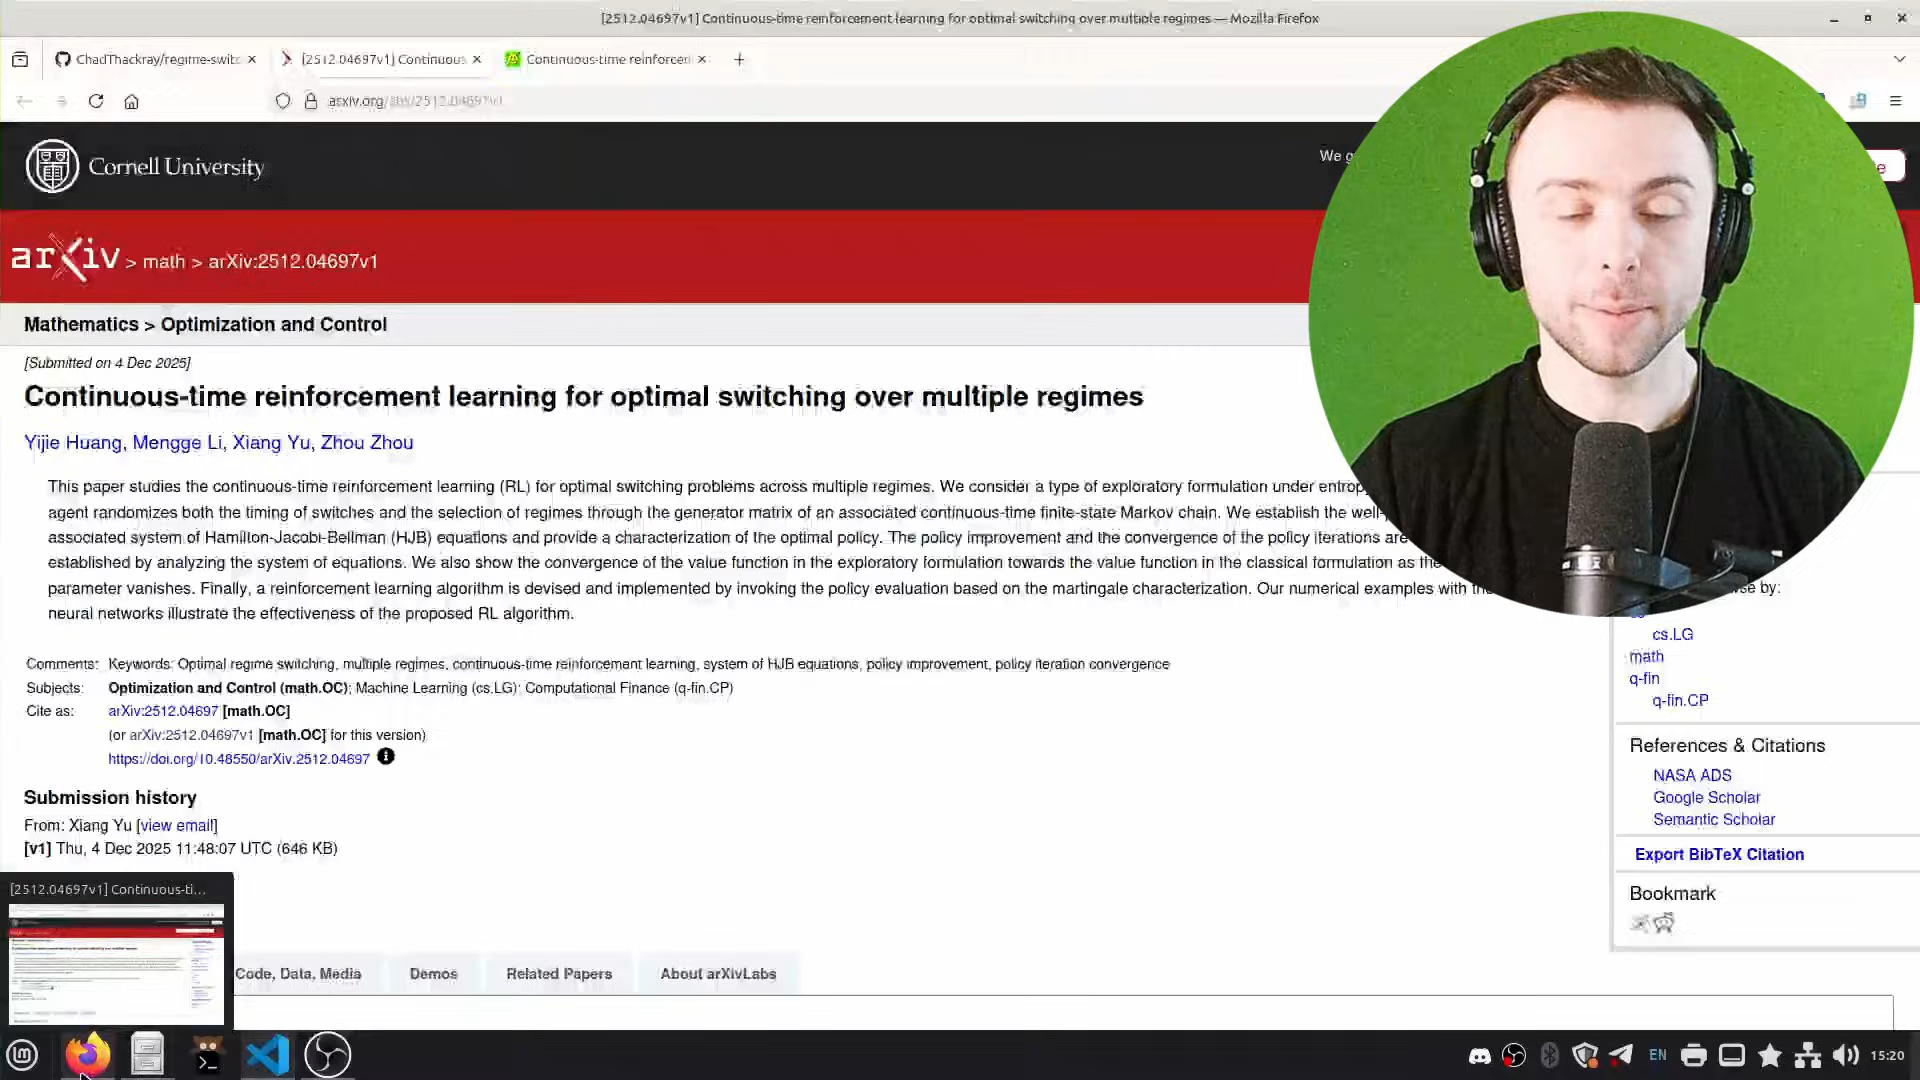 [2512.04697v1] Continuous-time reinforcement learning for optimal switching over multiple regimes — Mozilla Firefox
ChadThackray/regime-switc
[2512.04697v1] Continuous
Continuous-time reinforcem
arxiv.org/abs/2512.04697v1
Cornell University
We g
e
arXiv > math > arXiv:2512.04697v1
Mathematics > Optimization and Control
[Submitted on 4 Dec 2025]
Continuous-time reinforcement learning for optimal switching over multiple regimes
Yijie Huang, Mengge Li, Xiang Yu, Zhou Zhou
This paper studies the continuous-time reinforcement learning (RL) for optimal switching problems across multiple regimes. We consider a type of exploratory formulation under entropy
agent randomizes both the timing of switches and the selection of regimes through the generator matrix of an associated continuous-time finite-state Markov chain. We establish the well-
associated system of Hamilton-Jacobi-Bellman (HJB) equations and provide a characterization of the optimal policy. The policy improvement and the convergence of the policy iterations are
established by analyzing the system of equations. We also show the convergence of the value function in the exploratory formulation towards the value function in the classical formulation as the
parameter vanishes. Finally, a reinforcement learning algorithm is devised and implemented by invoking the policy evaluation based on the martingale characterization. Our numerical examples with the
neural networks illustrate the effectiveness of the proposed RL algorithm.
Comments: Keywords: Optimal regime switching, multiple regimes, continuous-time reinforcement learning, system of HJB equations, policy improvement, policy iteration convergence
Subjects: Optimization and Control (math.OC); Machine Learning (cs.LG); Computational Finance (q-fin.CP)
Cite as: arXiv:2512.04697 [math.OC]
(or arXiv:2512.04697v1 [math.OC] for this version)
https://doi.org/10.48550/arXiv.2512.04697
Submission history
From: Xiang Yu [view email]
[v1] Thu, 4 Dec 2025 11:48:07 UTC (646 KB)
se by:
cs.LG
math
q-fin
q-fin.CP
References & Citations
NASA ADS
Google Scholar
Semantic Scholar
Export BibTeX Citation
Bookmark
[2512.04697v1] Continuous-ti...
Code, Data, Media
Demos
Related Papers
About arXivLabs
EN
15:20